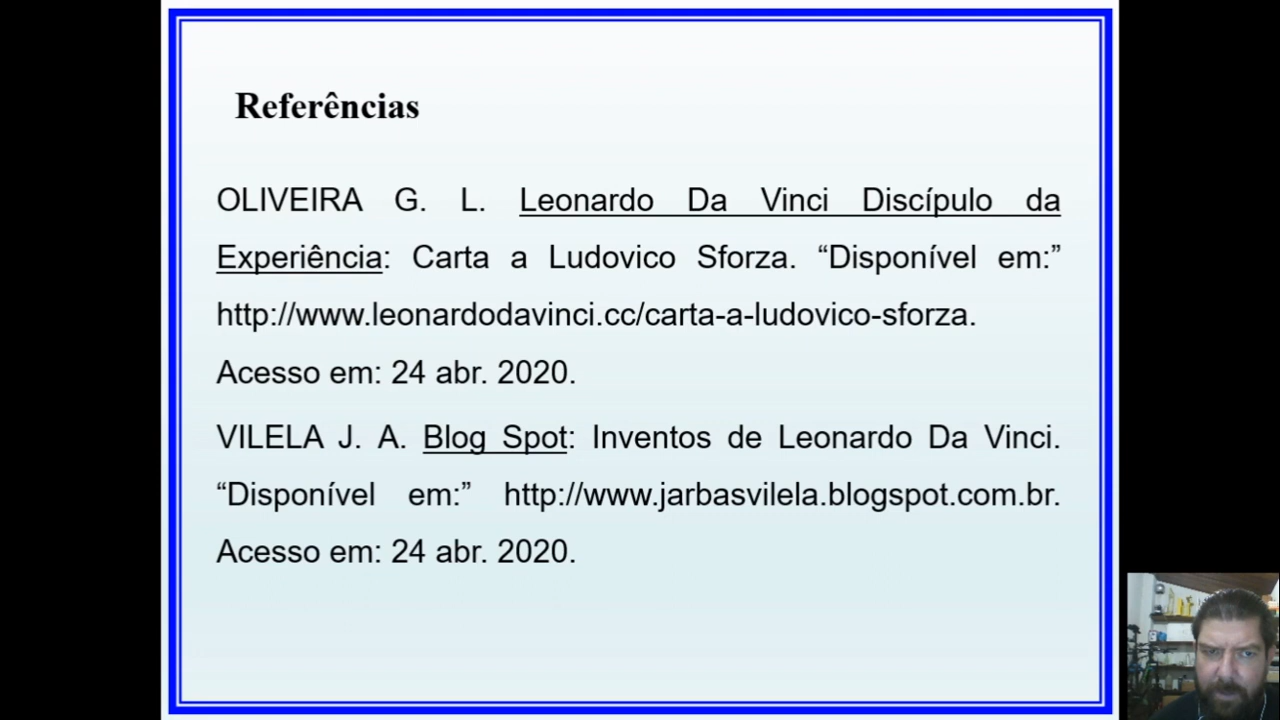 Referências
OLIVEIRA G. L. Leonardo Da Vinci Discípulo da
Experiência: Carta a Ludovico Sforza. “Disponível em:”
http://www.leonardodavinci.cc/carta-a-ludovico-sforza.
Acesso em: 24 abr. 2020.
VILELA J. A. Blog Spot: Inventos de Leonardo Da Vinci.
“Disponível em:” http://www.jarbasvilela.blogspot.com.br.
Acesso em: 24 abr. 2020.